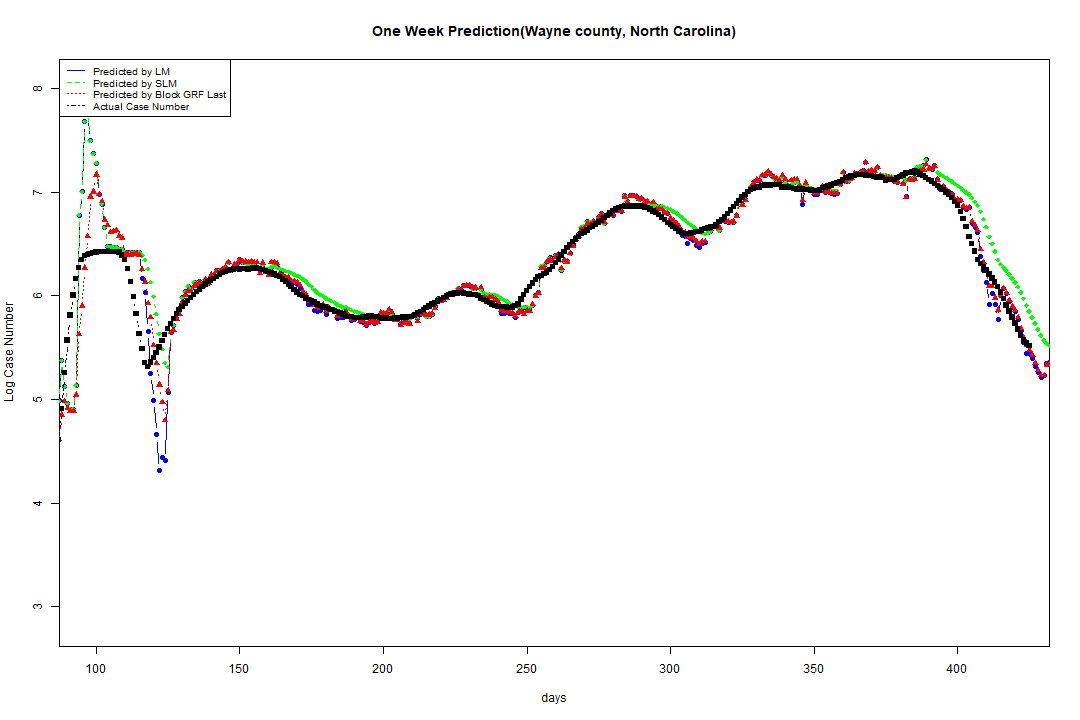 One Week Prediction(Wayne county, North Carolina)
Predicted by LM
Predicted by SLM
Predicted by Block GRF Last
Actual Case Number
Log Case Number
8
7
6
5
4
3
100 150 200 250 300 350 400
days